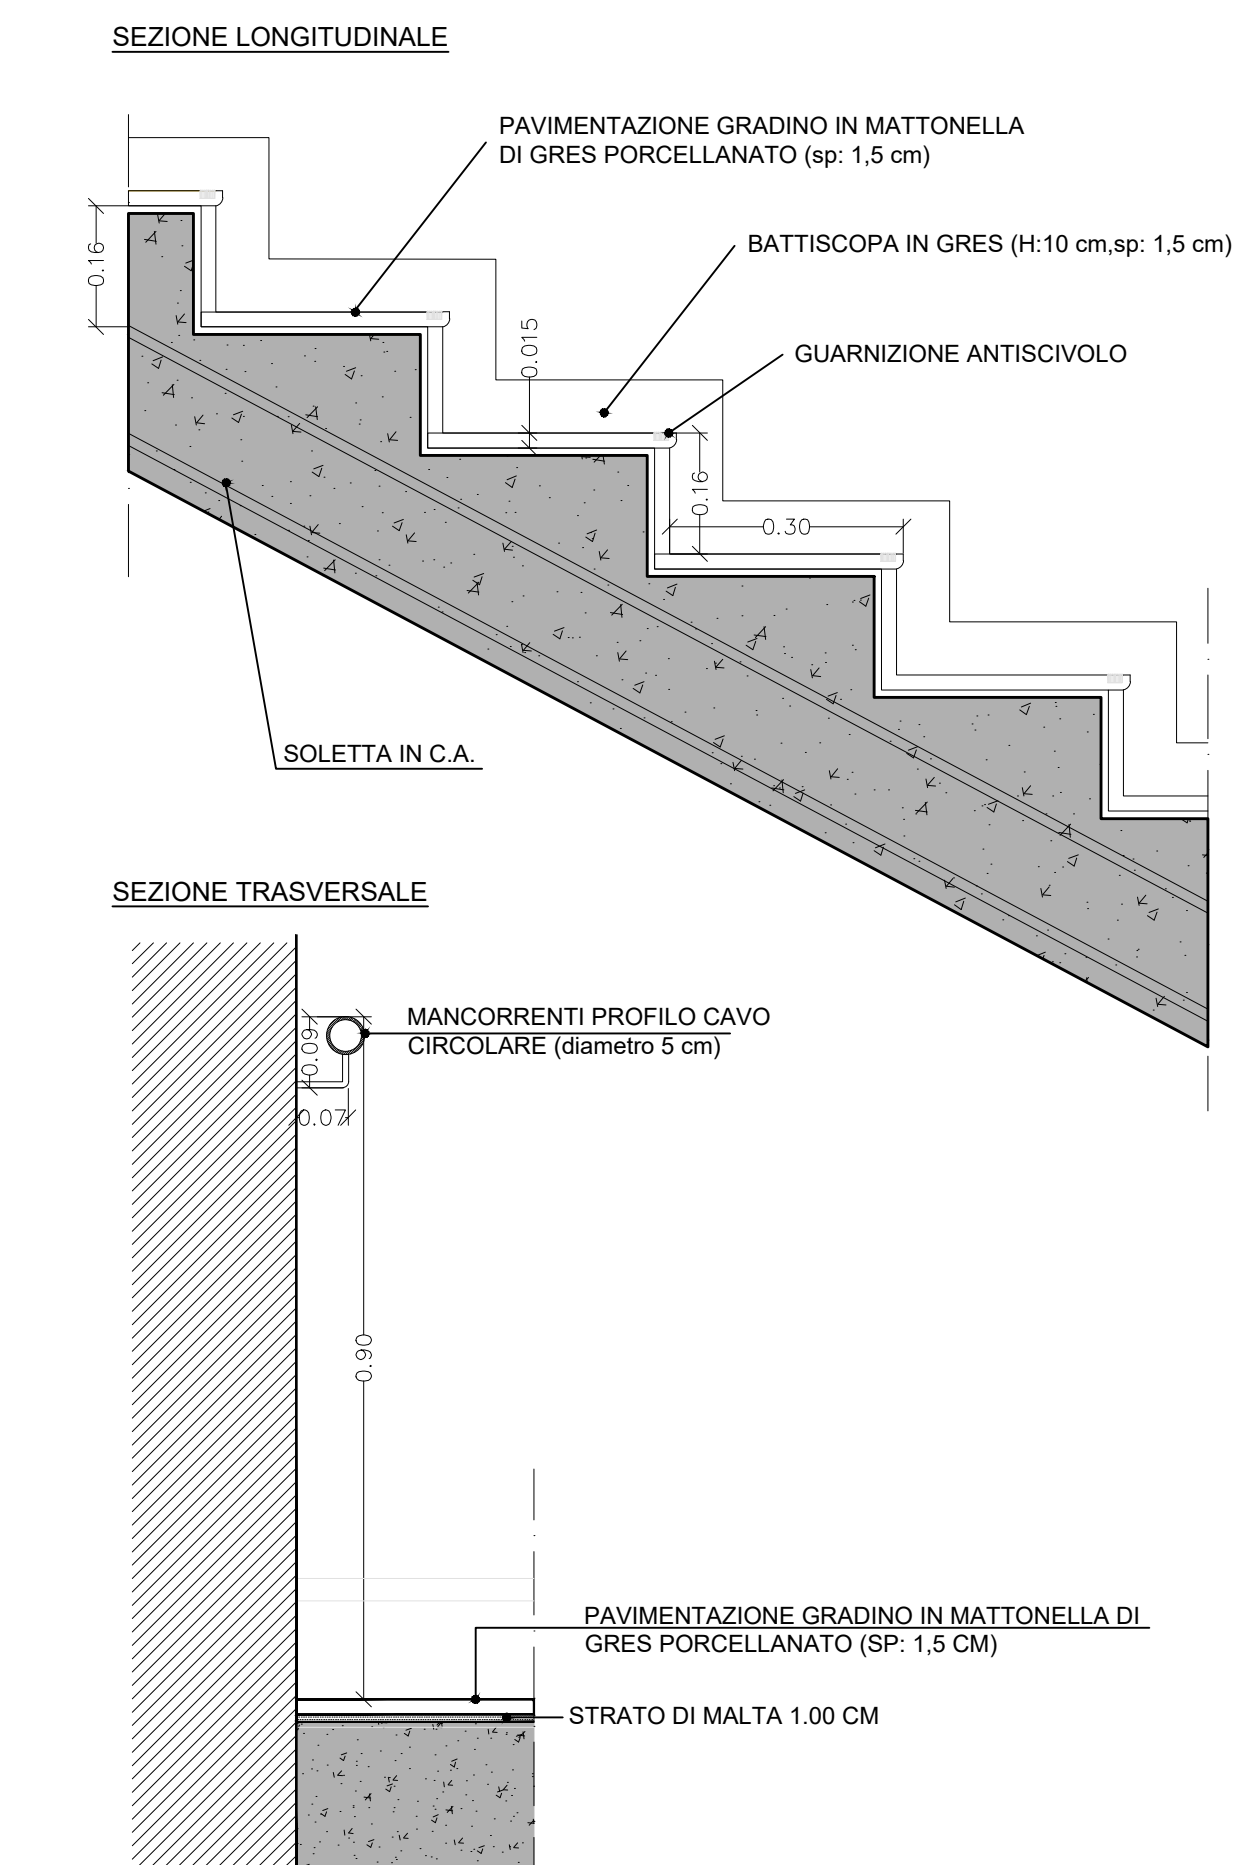 SEZIONE LONGITUDINALE
PAVIMENTAZIONE GRADINO IN MATTONELLA
DI GRES PORCELLANATO (sp: 1,5 cm)
BATTISCOPA IN GRES (H:10 cm,sp: 1,5 cm)
0.16
0.015
GUARNIZIONE ANTISCIVOLO
0.16
0.30
SOLETTA IN C.A.
SEZIONE TRASVERSALE
MANCORRENTI PROFILO CAVO
CIRCOLARE (diametro 5 cm)
0.09
0.07
0.90
PAVIMENTAZIONE GRADINO IN MATTONELLA DI
GRES PORCELLANATO (SP: 1,5 CM)
STRATO DI MALTA 1.00 CM